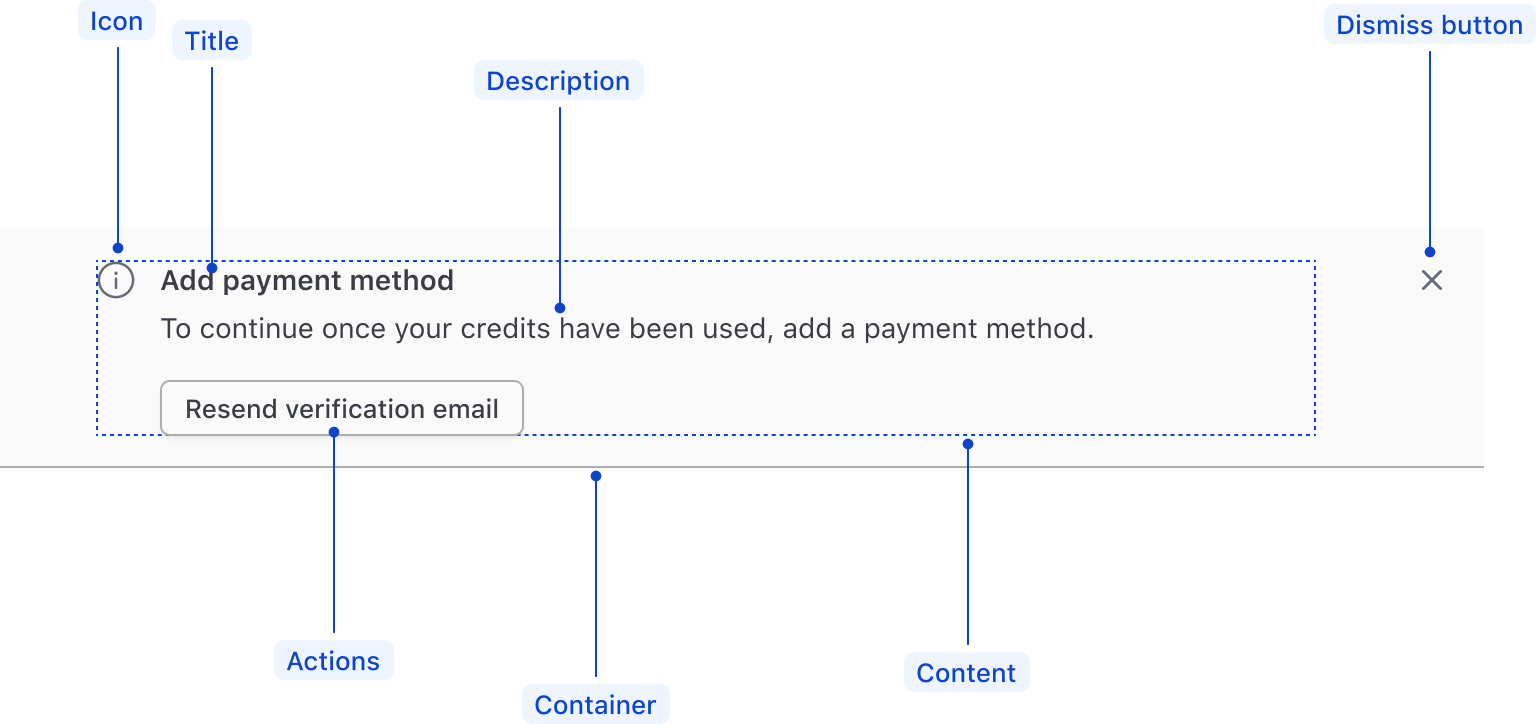 Icon
Title
Description
Dismiss button
Add payment method
To continue once your credits have been used, add a payment method.
Resend verification email
Actions
Container
Content